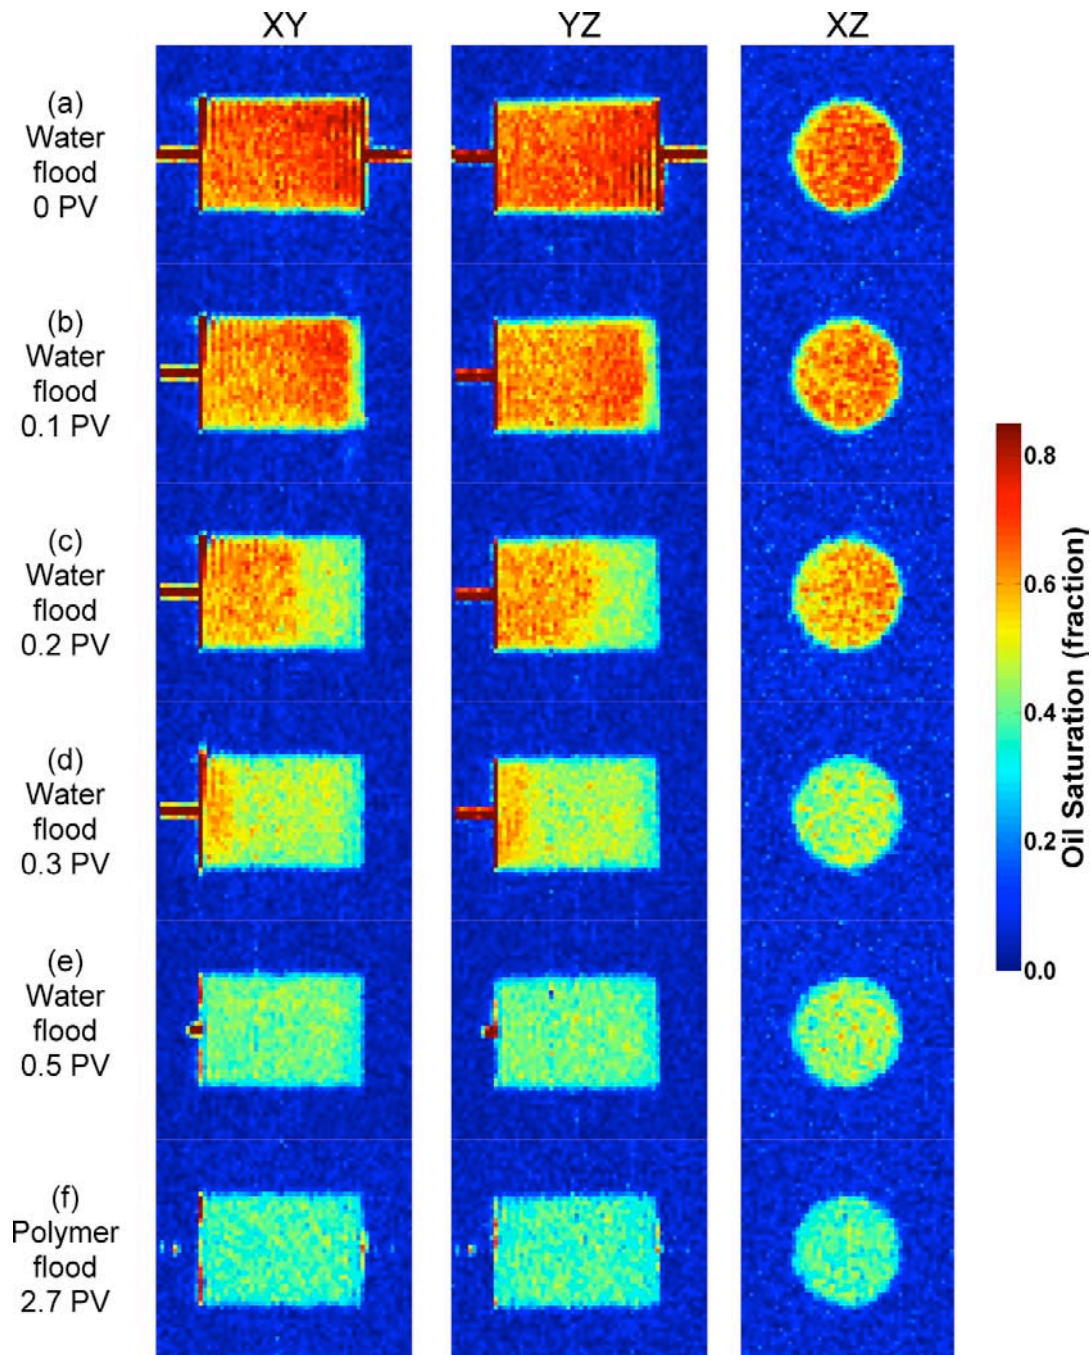 XY YZ XZ
(a)
Water
flood
0 PV
(b)
Water
flood
0.1 PV
(c)
Water
flood
0.2 PV
(d)
Water
flood
0.3 PV
(e)
Water
flood
0.5 PV
(f)
Polymer
flood
2.7 PV
0.8
0.6
0.4
0.2
0.0
Oil Saturation (fraction)